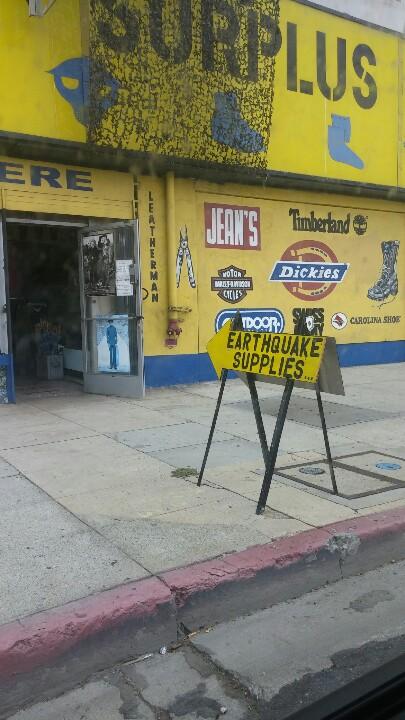 SURPLUS
ERE
LEATHERMAN
JEAN'S
Timberland
MOTOR
HARLEY-DAVIDSON
CYCLES
Dickies
OUTDOOR
CAROLINA SHOE
EARTHQUAKE
SUPPLIES...